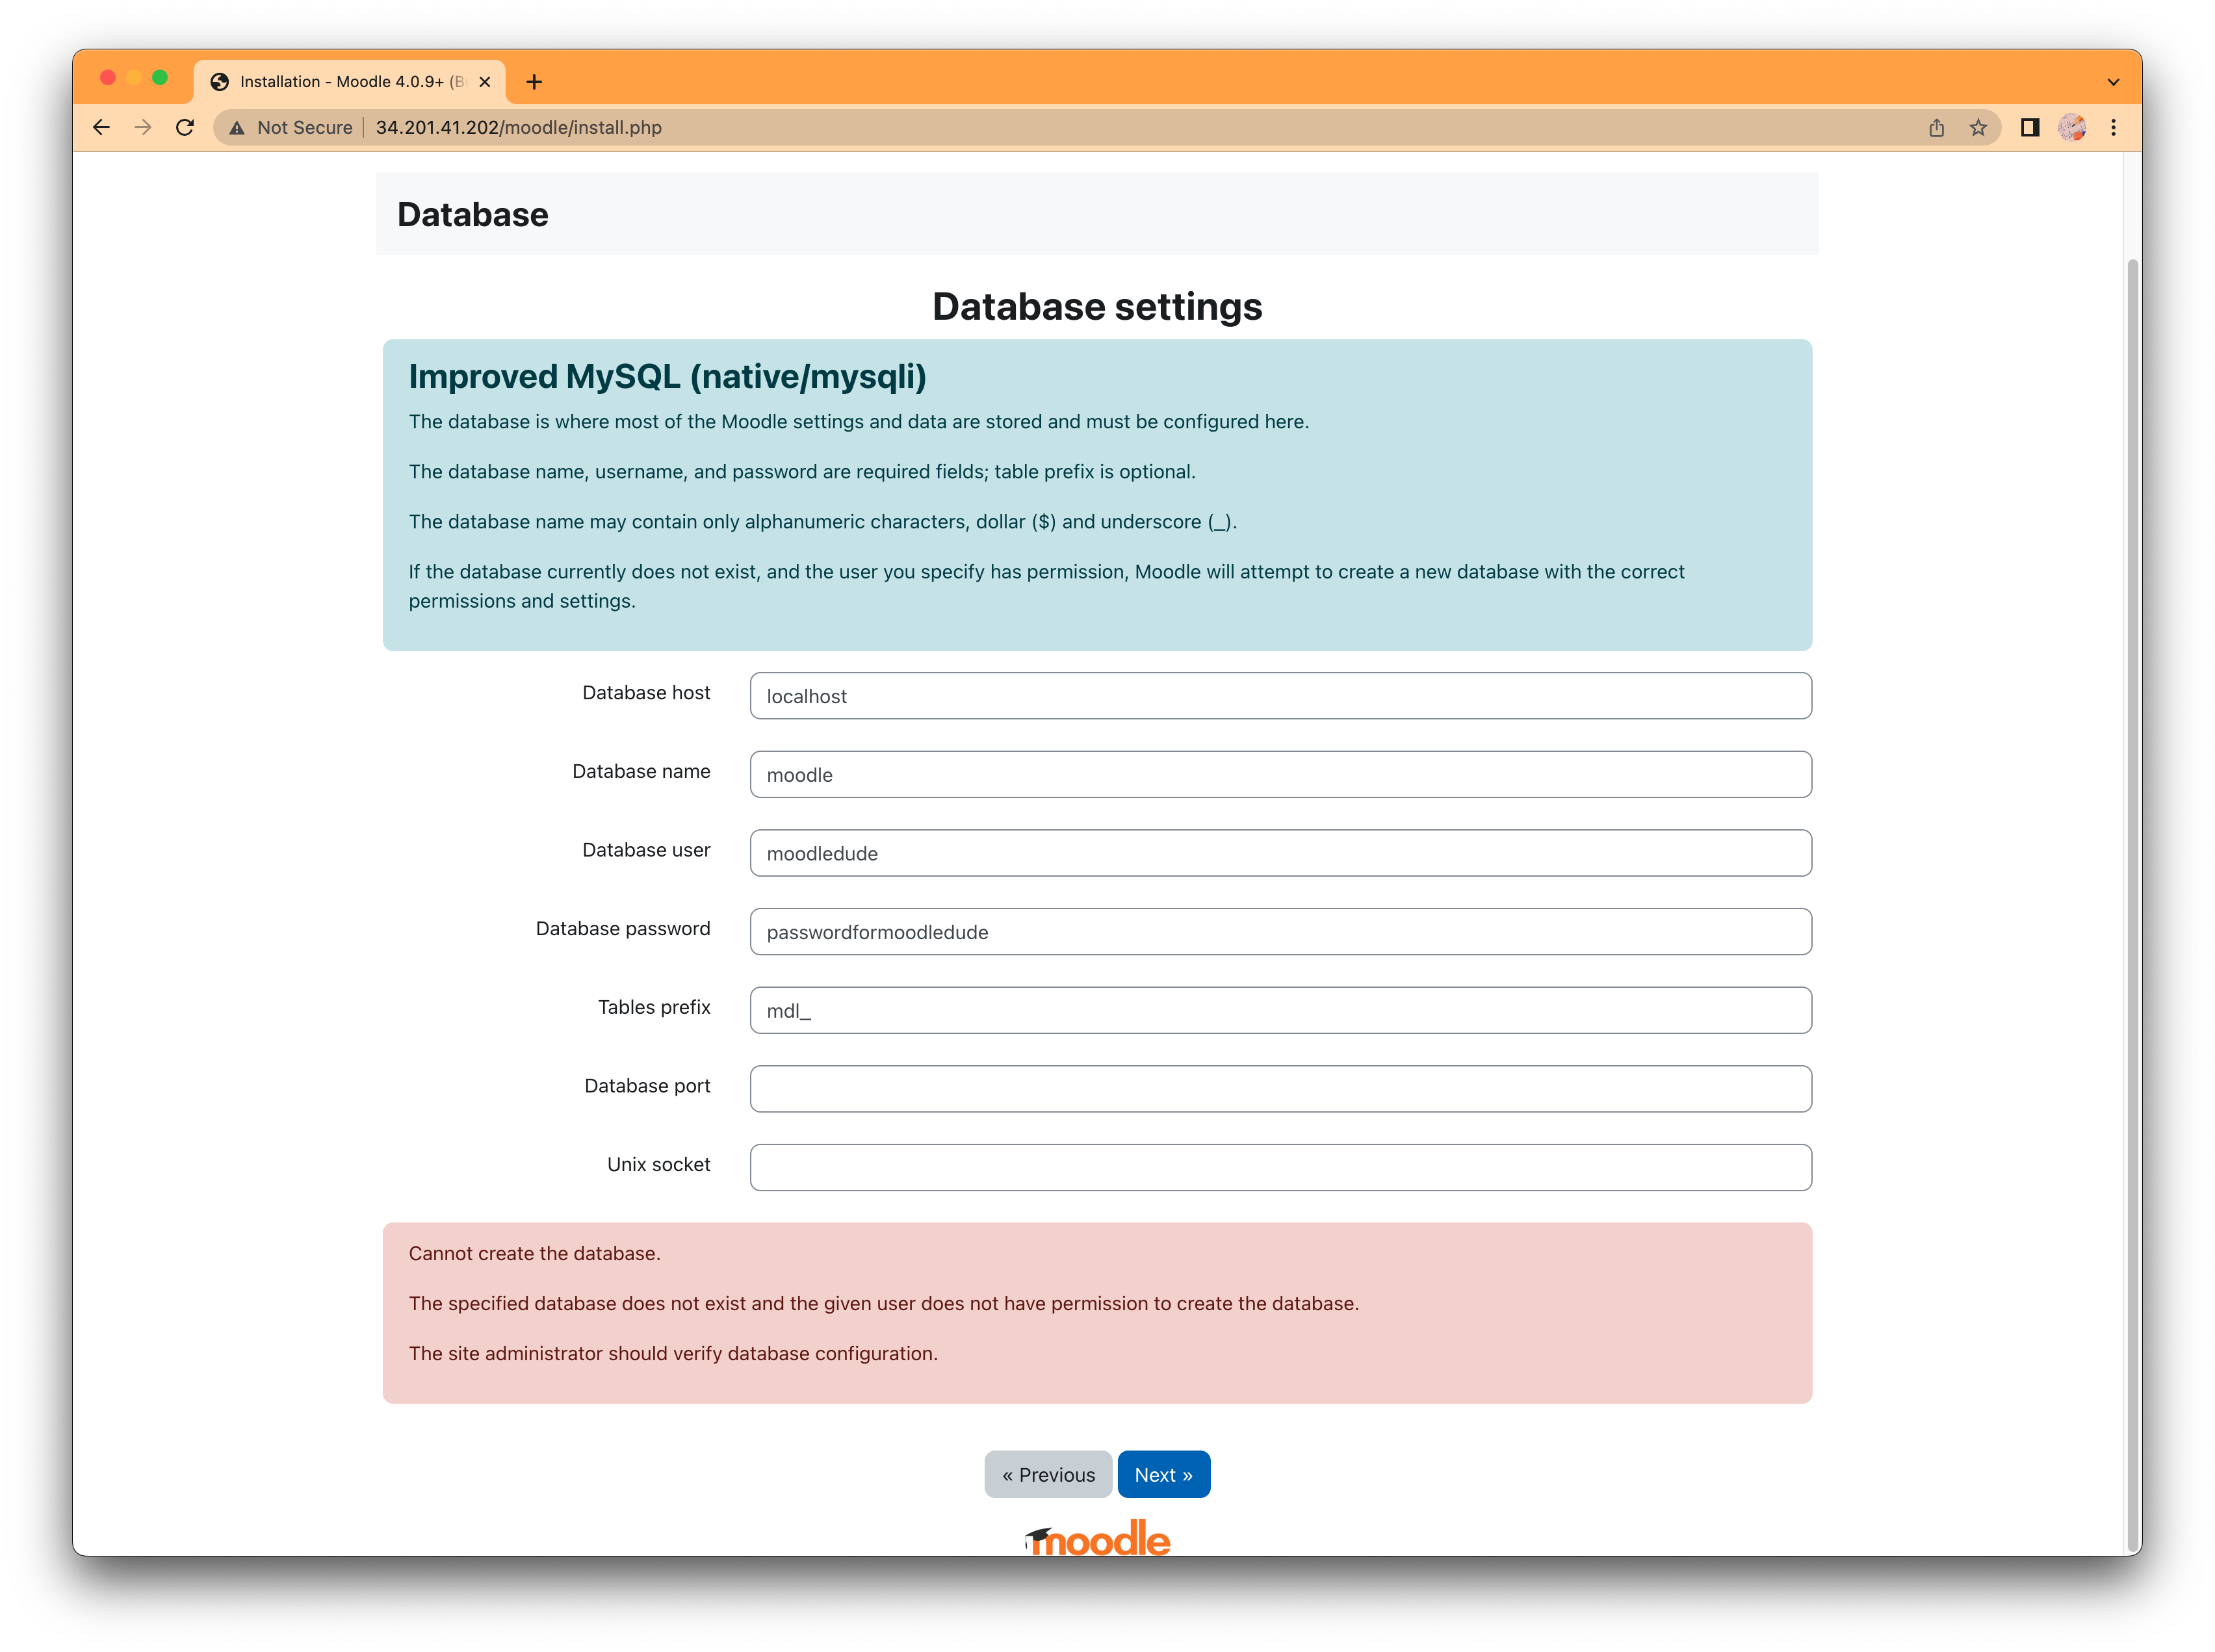 Installation - Moodle 4.0.9+ (B
Not Secure
34.201.41.202/moodle/install.php
Database
Database settings
Improved MySQL (native/mysqli)
The database is where most of the Moodle settings and data are stored and must be configured here.
The database name, username, and password are required fields; table prefix is optional.
The database name may contain only alphanumeric characters, dollar ($) and underscore (_).
If the database currently does not exist, and the user you specify has permission, Moodle will attempt to create a new database with the correct
permissions and settings.
Database host
localhost
Database name
moodle
Database user
moodledude
Database password
passwordformoodledude
Tables prefix
mdl_
Database port
Unix socket
Cannot create the database.
The specified database does not exist and the given user does not have permission to create the database.
The site administrator should verify database configuration.
« Previous
Next »
moodle